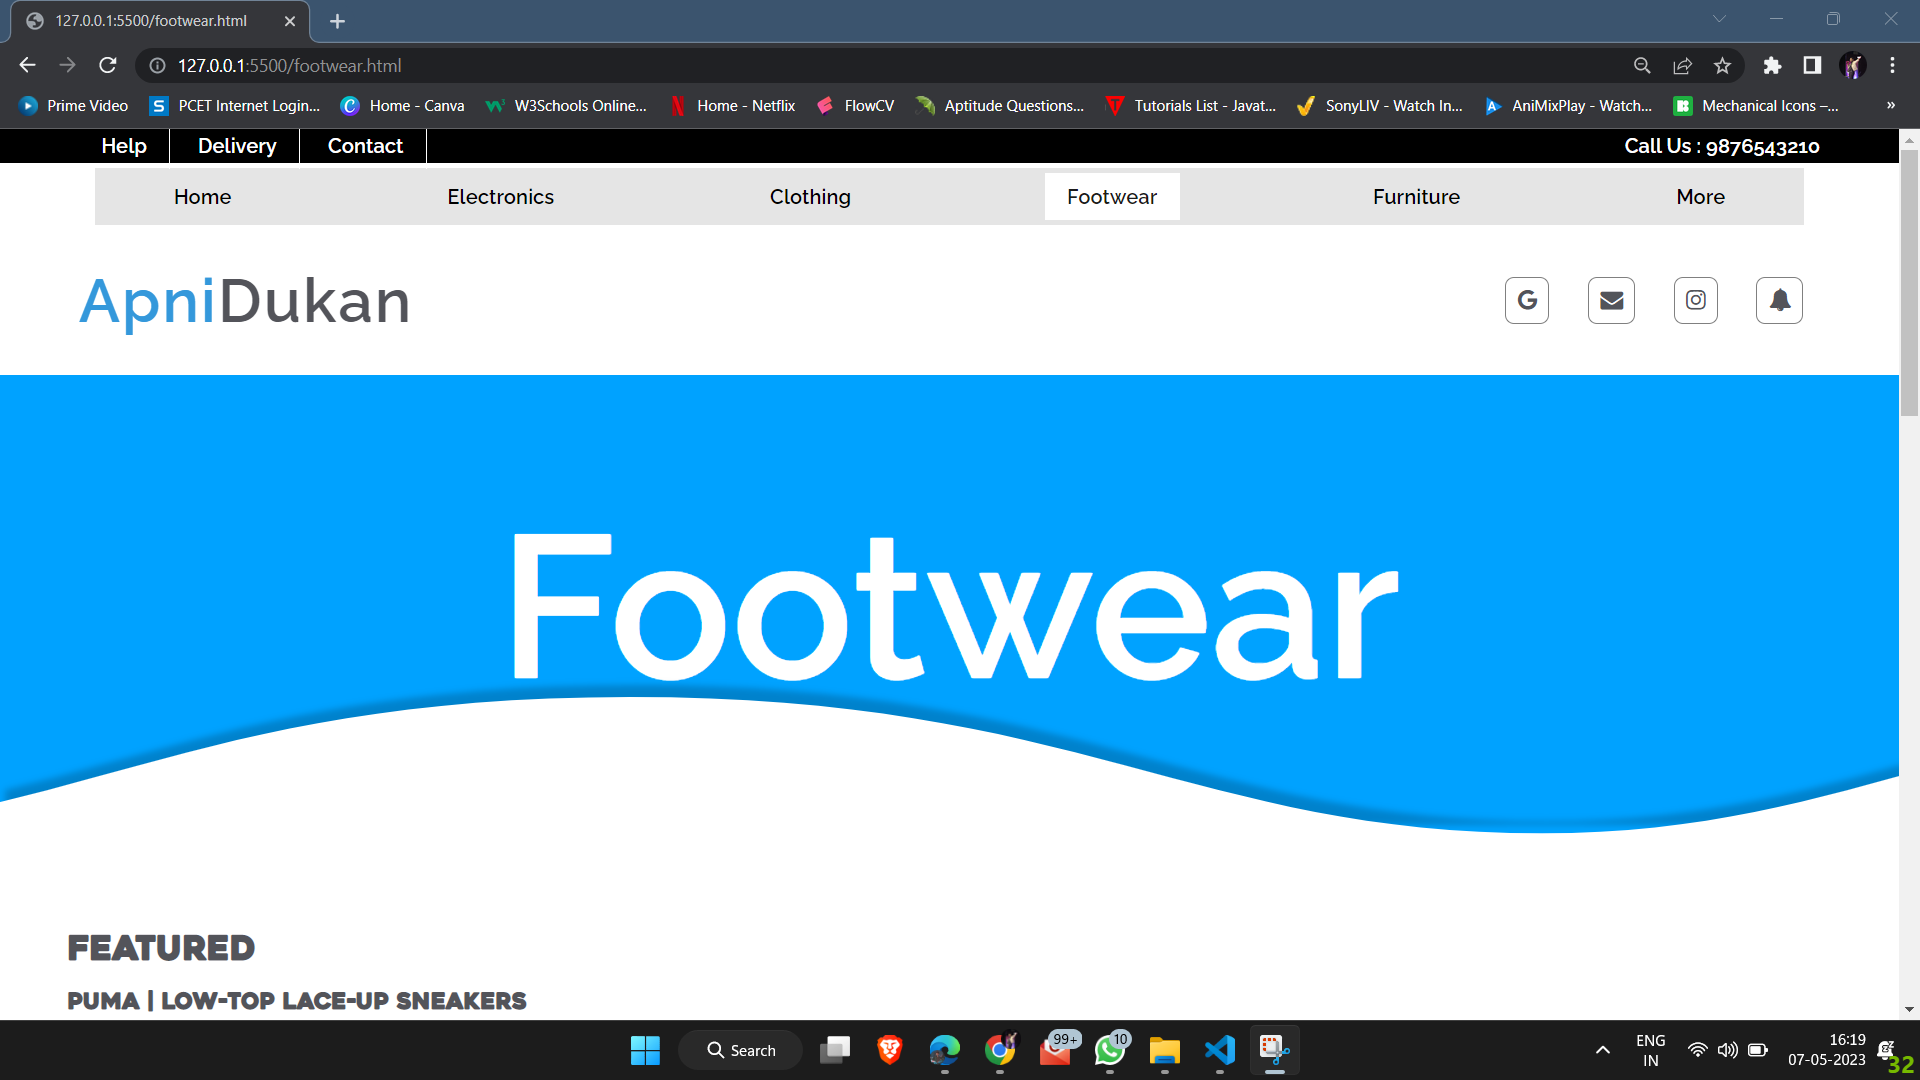 127.0.0.1:5500/footwear.html
127.0.0.1:5500/footwear.html
Prime Video PCET Internet Login... Home - Canva W3Schools Online... Home - Netflix FlowCV Aptitude Questions... Tutorials List - Javat... SonyLIV - Watch In... AniMixPlay - Watch... Mechanical Icons –... »
Help Delivery Contact Call Us : 9876543210
Home Electronics Clothing Footwear Furniture More
ApniDukan
Footwear
FEATURED
PUMA | LOW-TOP LACE-UP SNEAKERS
Search 99+ 10 ENG 16:19
IN 07-05-2023 32